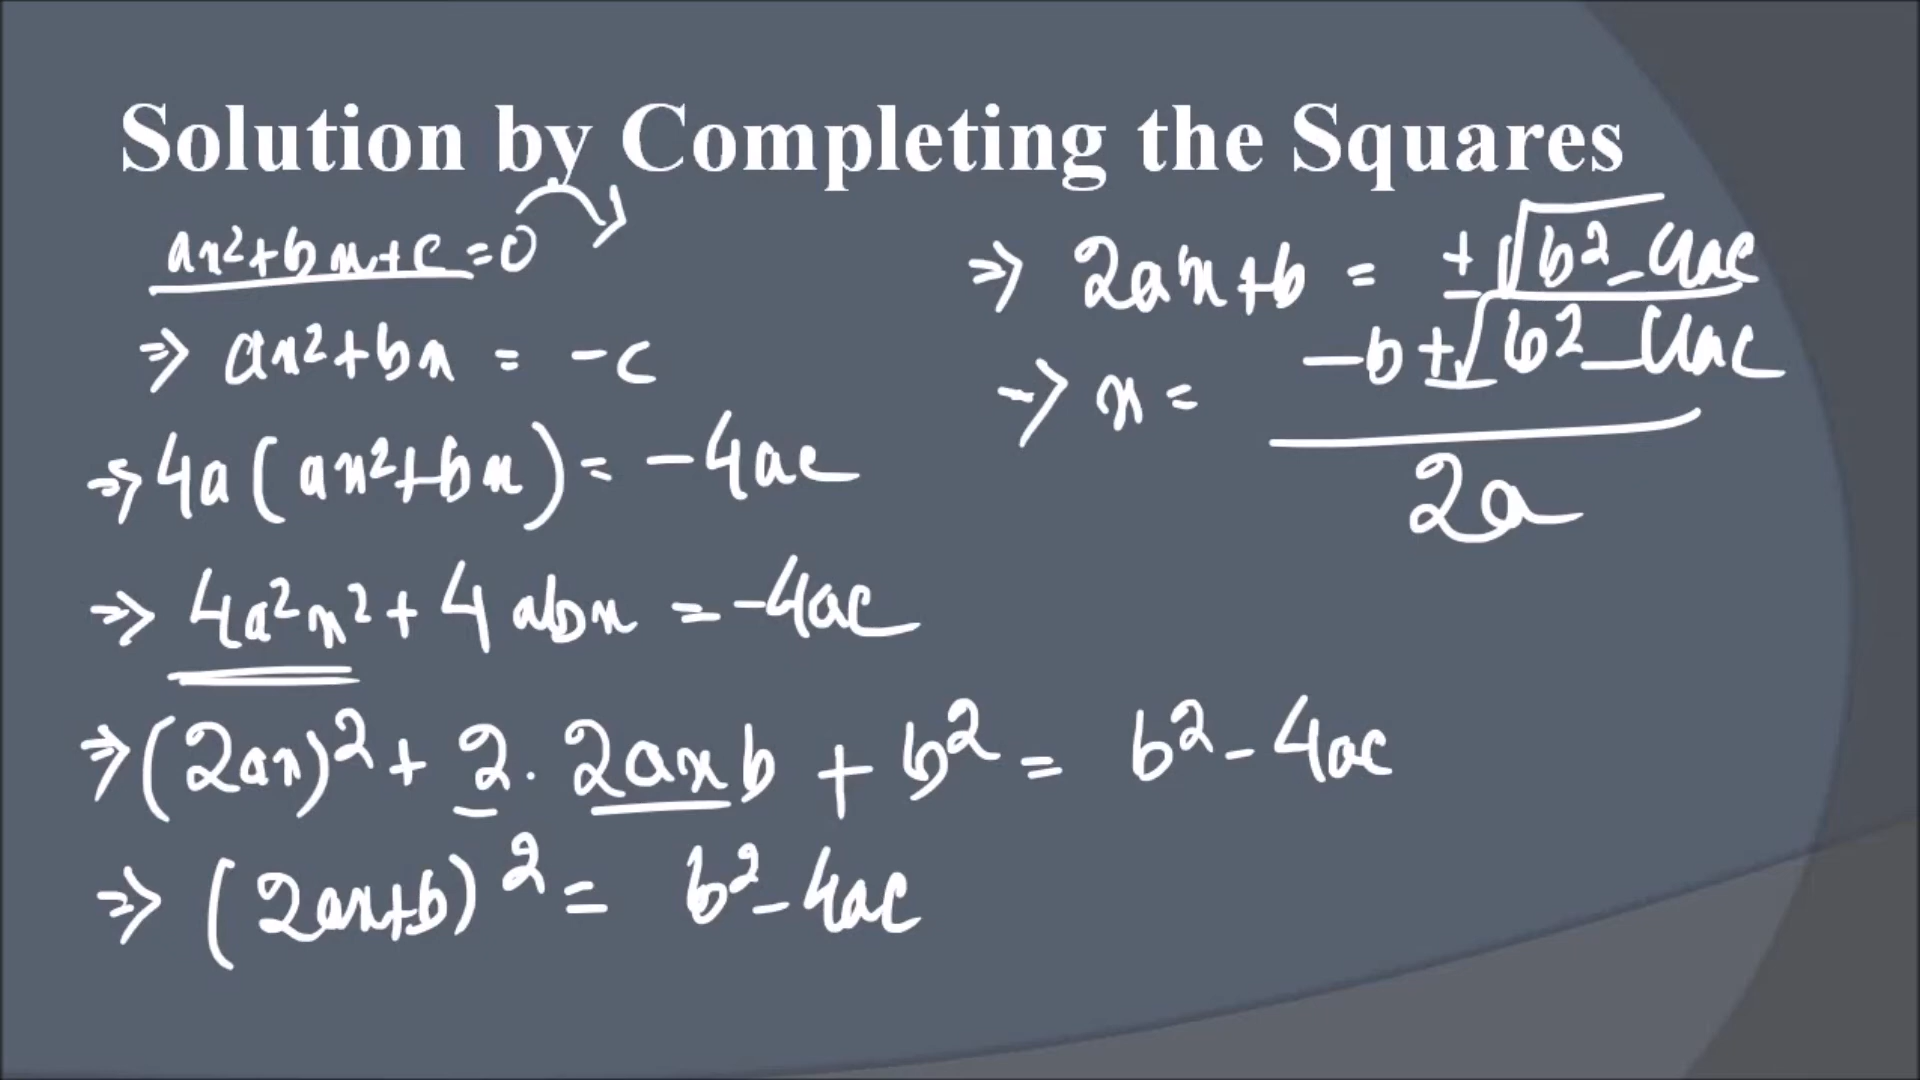 Solution by Completing the Squares
ax²+bx+c=0
⇒ ax²+bx = -c
⇒ 4a(ax²+bx) = -4ac
⇒ 4a²x² + 4abx = -4ac
⇒ (2ax)² + 2. 2axb + b² = b² - 4ac
⇒ (2ax+b)² = b² - 4ac
⇒ 2ax+b = ±√b²-4ac
⇒ x = -b±√b²-4ac
2a